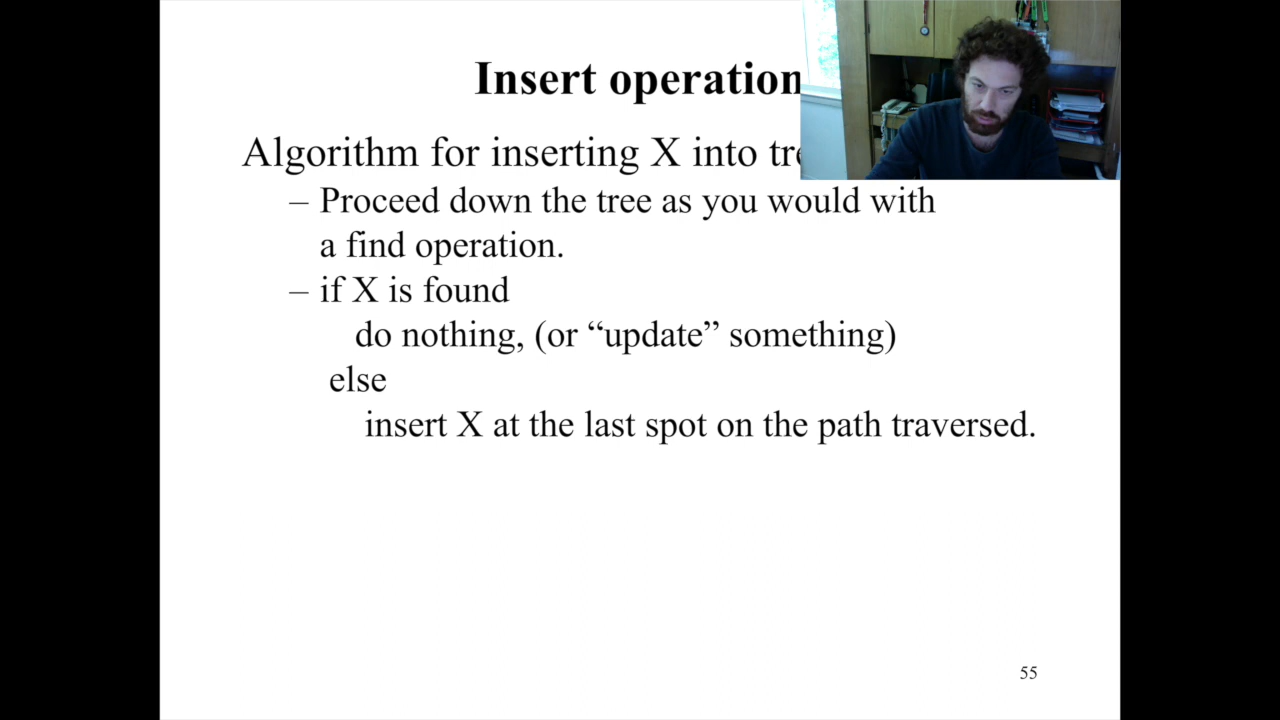 Insert operation
Algorithm for inserting X into
– Proceed down the tree as you would with
a find operation.
– if X is found
do nothing, (or “update” something)
else
insert X at the last spot on the path traversed.
55